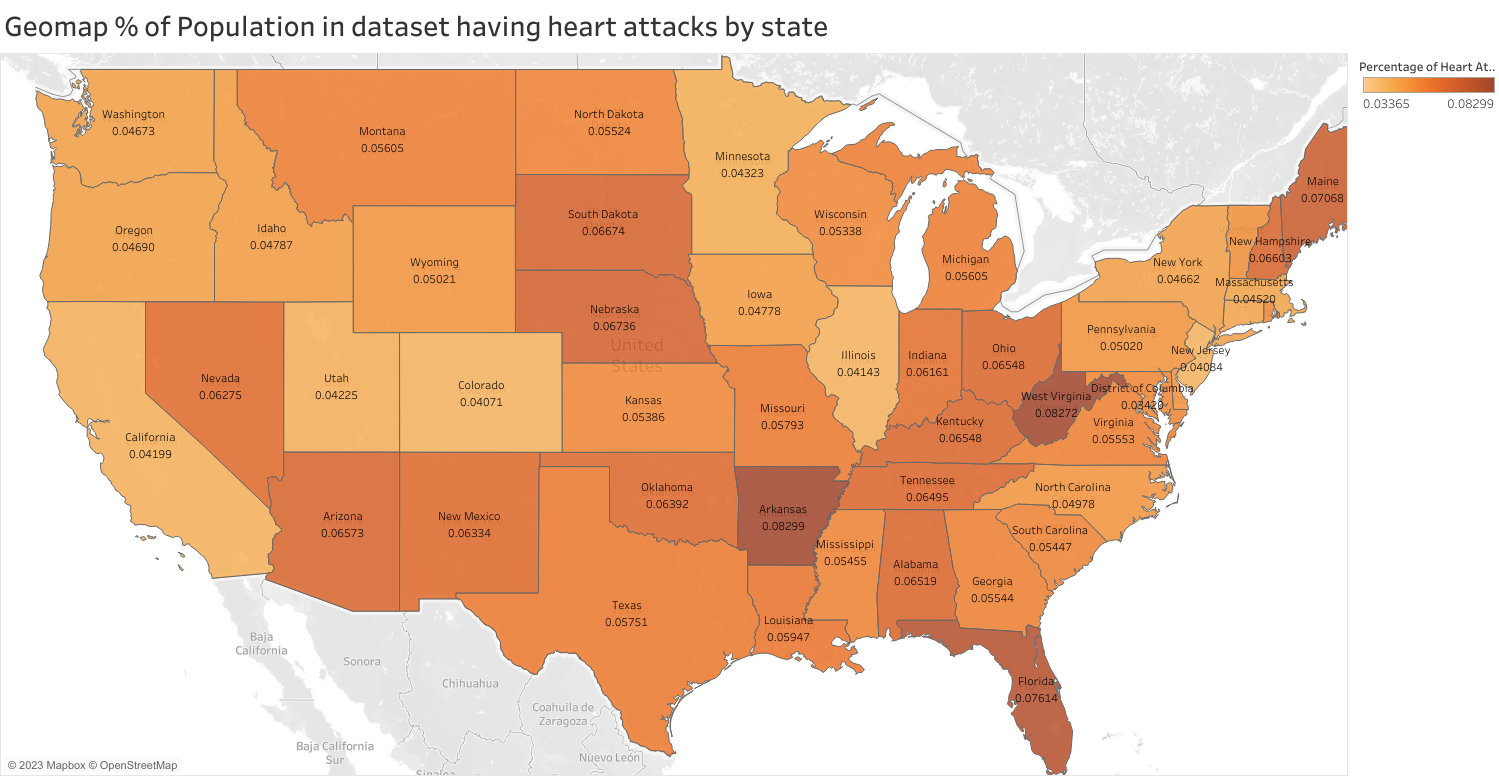 Geomap % of Population in dataset having heart attacks by state
Percentage of Heart At..
0.03365
0.08299
Washington
0.04673
Montana
0.05605
North Dakota
0.05524
Minnesota
0.04323
Maine
0.07068
Oregon
0.04690
Idaho
0.04787
South Dakota
0.06674
Wisconsin
0.05338
Vermont
New Hampshire
0.06603
Wyoming
0.05021
Michigan
0.05605
New York
0.04662
Massachusetts
0.04520
CT
Iowa
0.04778
Nebraska
0.06736
United
States
Pennsylvania
0.05020
New Jersey
0.04084
Nevada
0.06275
Utah
0.04225
Colorado
0.04071
Illinois
0.04143
Indiana
0.06161
Ohio
0.06548
District of Columbia
West Virginia
0.08272
Kansas
0.05386
Missouri
0.05793
Kentucky
0.06548
Virginia
0.05553
California
0.04199
Tennessee
0.06495
North Carolina
0.04978
Oklahoma
0.06392
Arkansas
0.08299
Arizona
0.06573
New Mexico
0.06334
South Carolina
0.05447
Mississippi
0.05455
Alabama
0.06519
Georgia
0.05544
Texas
0.05751
Louisiana
0.05947
Florida
0.07614
Baja
California
Sonora
Chihuahua
Coahuila de
Zaragoza
Baja California
Sur
Nuevo León
Sinaloa
© 2023 Mapbox © OpenStreetMap